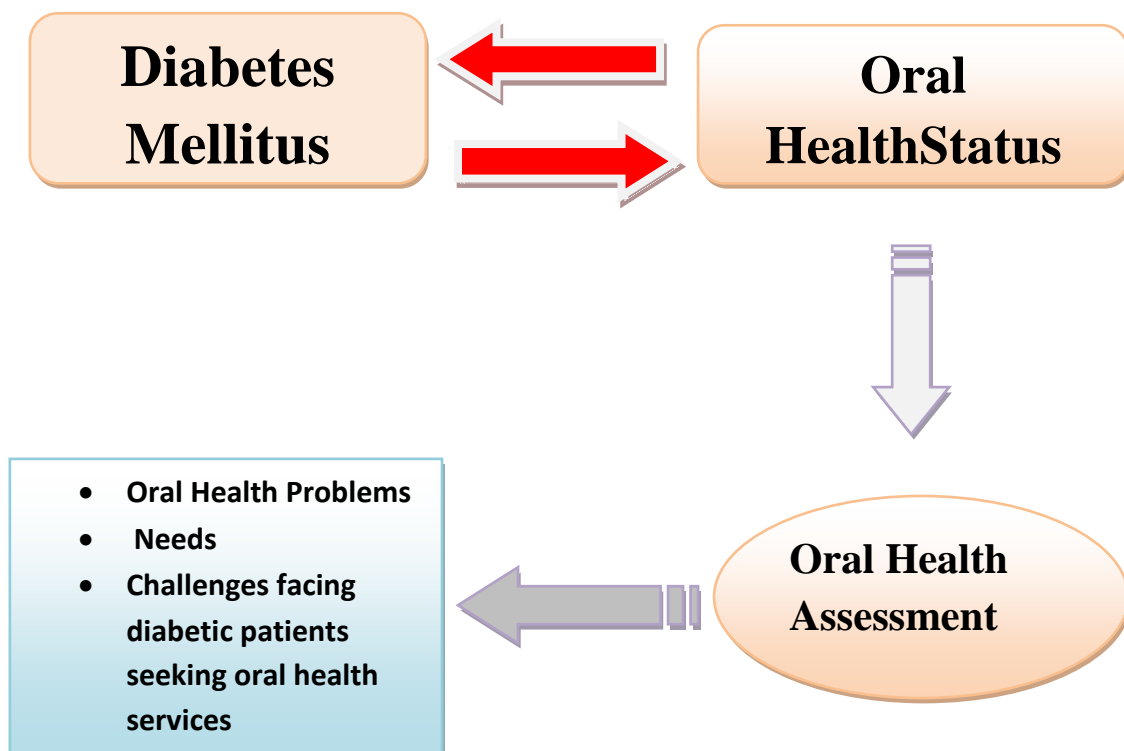 Diabetes
Mellitus
Oral
HealthStatus
Oral Health
Assessment
• Oral Health Problems
• Needs
• Challenges facing
diabetic patients
seeking oral health
services